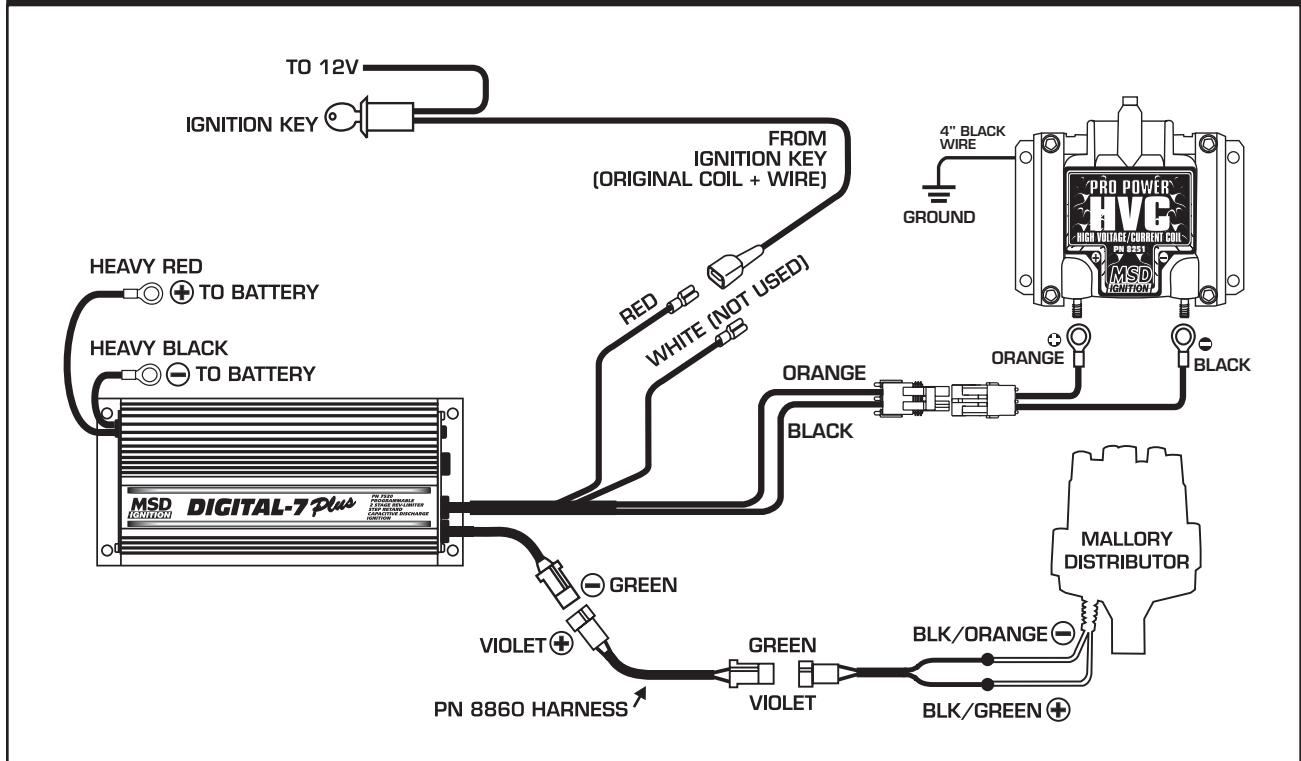 TO 12V
IGNITION KEY
FROM
IGNITION KEY
(ORIGINAL COIL + WIRE)
4" BLACK
WIRE
GROUND
PRO POWER
HVC
HIGH VOLTAGE/CURRENT COIL
PN 8251
+ −
MSD
IGNITION
HEAVY RED
+ TO BATTERY
HEAVY BLACK
− TO BATTERY
RED
WHITE (NOT USED)
+
ORANGE
−
BLACK
ORANGE
BLACK
MSD
IGNITION
DIGITAL-7 Plus
PN 7520
PROGRAMMABLE
2 STAGE REV-LIMITER
STEP RETARD
CAPACITIVE DISCHARGE
IGNITION
MALLORY
DISTRIBUTOR
− GREEN
VIOLET +
GREEN
VIOLET
BLK/ORANGE −
BLK/GREEN +
PN 8860 HARNESS